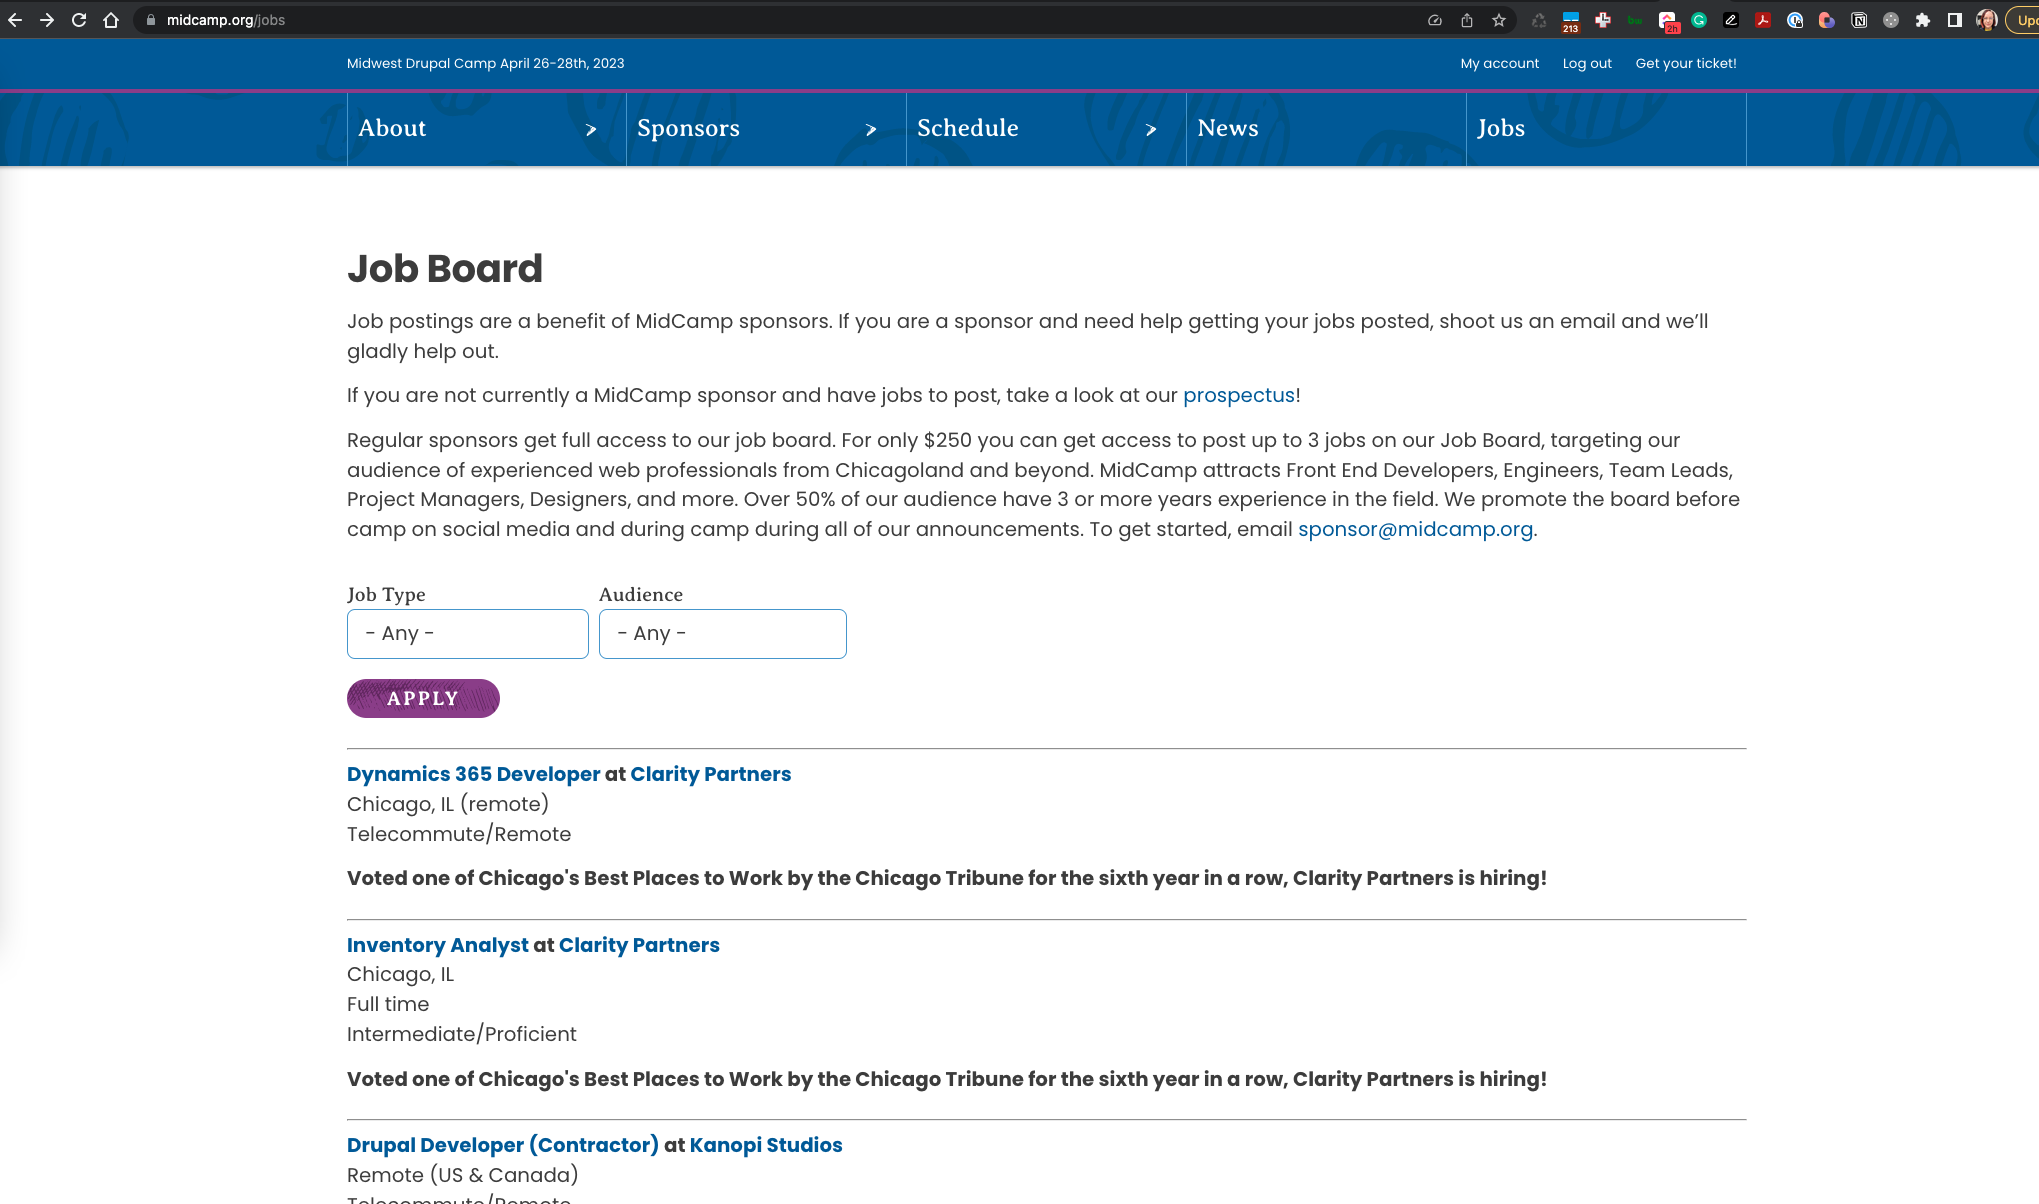 midcamp.org/jobs
213
2h
Upd
Midwest Drupal Camp April 26-28th, 2023
My account Log out Get your ticket!
About > Sponsors > Schedule > News Jobs
Job Board
Job postings are a benefit of MidCamp sponsors. If you are a sponsor and need help getting your jobs posted, shoot us an email and we’ll
gladly help out.
If you are not currently a MidCamp sponsor and have jobs to post, take a look at our prospectus!
Regular sponsors get full access to our job board. For only $250 you can get access to post up to 3 jobs on our Job Board, targeting our
audience of experienced web professionals from Chicagoland and beyond. MidCamp attracts Front End Developers, Engineers, Team Leads,
Project Managers, Designers, and more. Over 50% of our audience have 3 or more years experience in the field. We promote the board before
camp on social media and during camp during all of our announcements. To get started, email sponsor@midcamp.org.
Job Type Audience
- Any - - Any -
APPLY
Dynamics 365 Developer at Clarity Partners
Chicago, IL (remote)
Telecommute/Remote
Voted one of Chicago's Best Places to Work by the Chicago Tribune for the sixth year in a row, Clarity Partners is hiring!
Inventory Analyst at Clarity Partners
Chicago, IL
Full time
Intermediate/Proficient
Voted one of Chicago's Best Places to Work by the Chicago Tribune for the sixth year in a row, Clarity Partners is hiring!
Drupal Developer (Contractor) at Kanopi Studios
Remote (US & Canada)
Telecommute/Remote